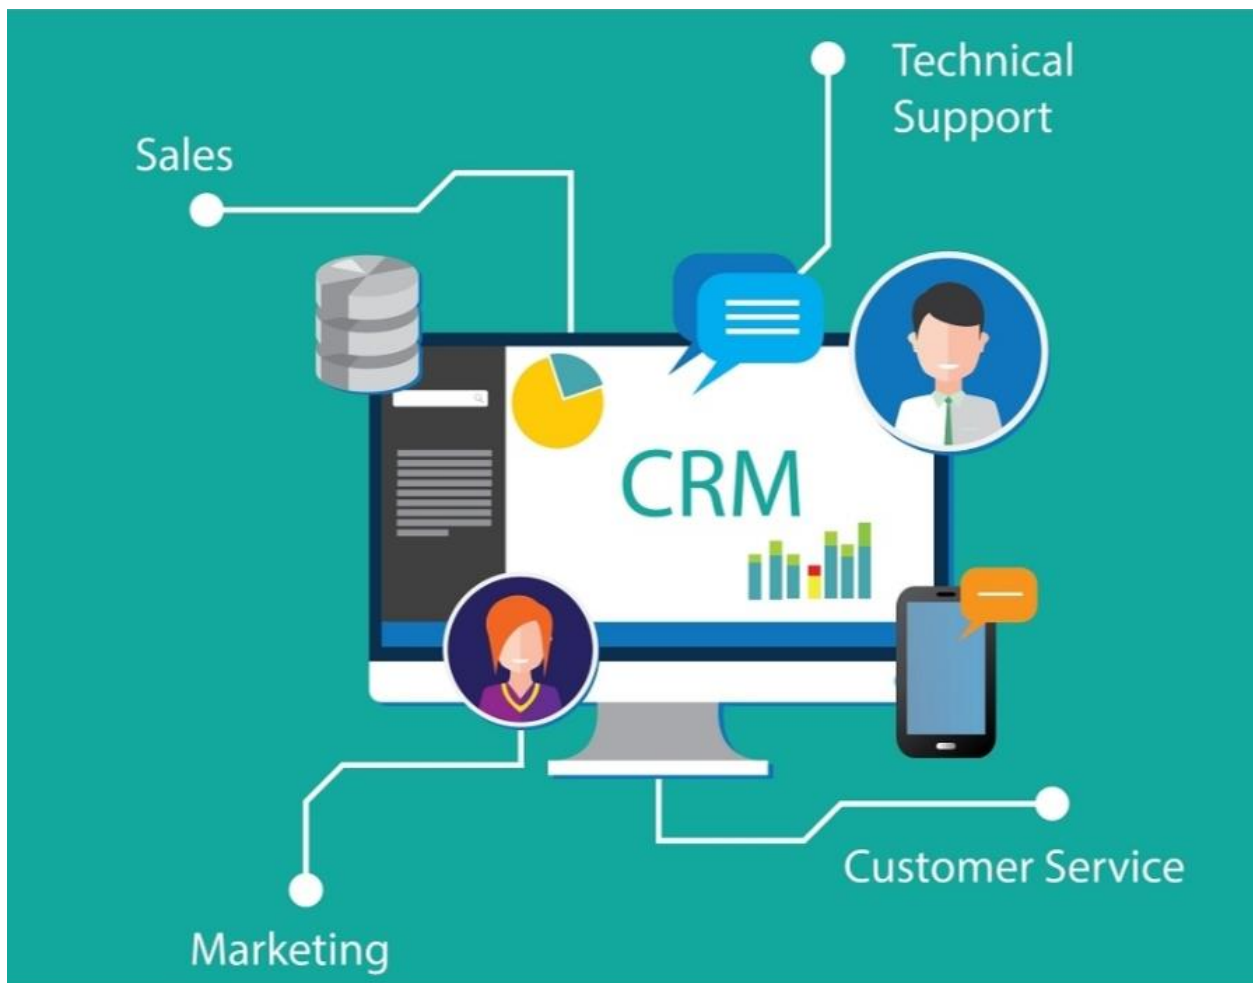 Technical
Support
Sales
CRM
Customer Service
Marketing